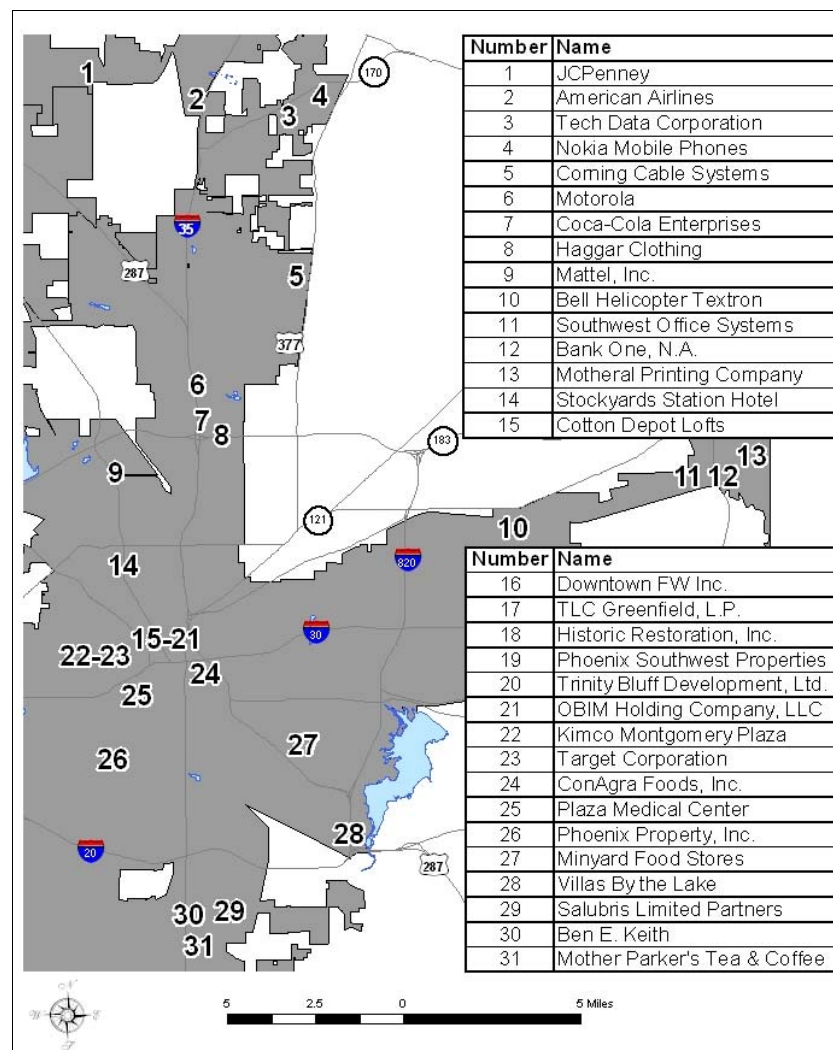 Number Name
1 JCPenney
2 American Airlines
3 Tech Data Corporation
4 Nokia Mobile Phones
5 Corning Cable Systems
6 Motorola
7 Coca-Cola Enterprises
8 Haggar Clothing
9 Mattel, Inc.
10 Bell Helicopter Textron
11 Southwest Office Systems
12 Bank One, N.A.
13 Motheral Printing Company
14 Stockyards Station Hotel
15 Cotton Depot Lofts
1
2
3
4
170
35
287
5
377
6
7
8
183
9
11
12
13
121
10
14
820
30
15-21
22-23
24
25
26
27
28
20
287
30
29
31
Number Name
16 Downtown FW Inc.
17 TLC Greenfield, L.P.
18 Historic Restoration, Inc.
19 Phoenix Southwest Properties
20 Trinity Bluff Development, Ltd.
21 OBIM Holding Company, LLC
22 Kimco Montgomery Plaza
23 Target Corporation
24 ConAgra Foods, Inc.
25 Plaza Medical Center
26 Phoenix Property, Inc.
27 Minyard Food Stores
28 Villas By the Lake
29 Salubris Limited Partners
30 Ben E. Keith
31 Mother Parker's Tea & Coffee
N
W E
S
5 2.5 0 5 Miles